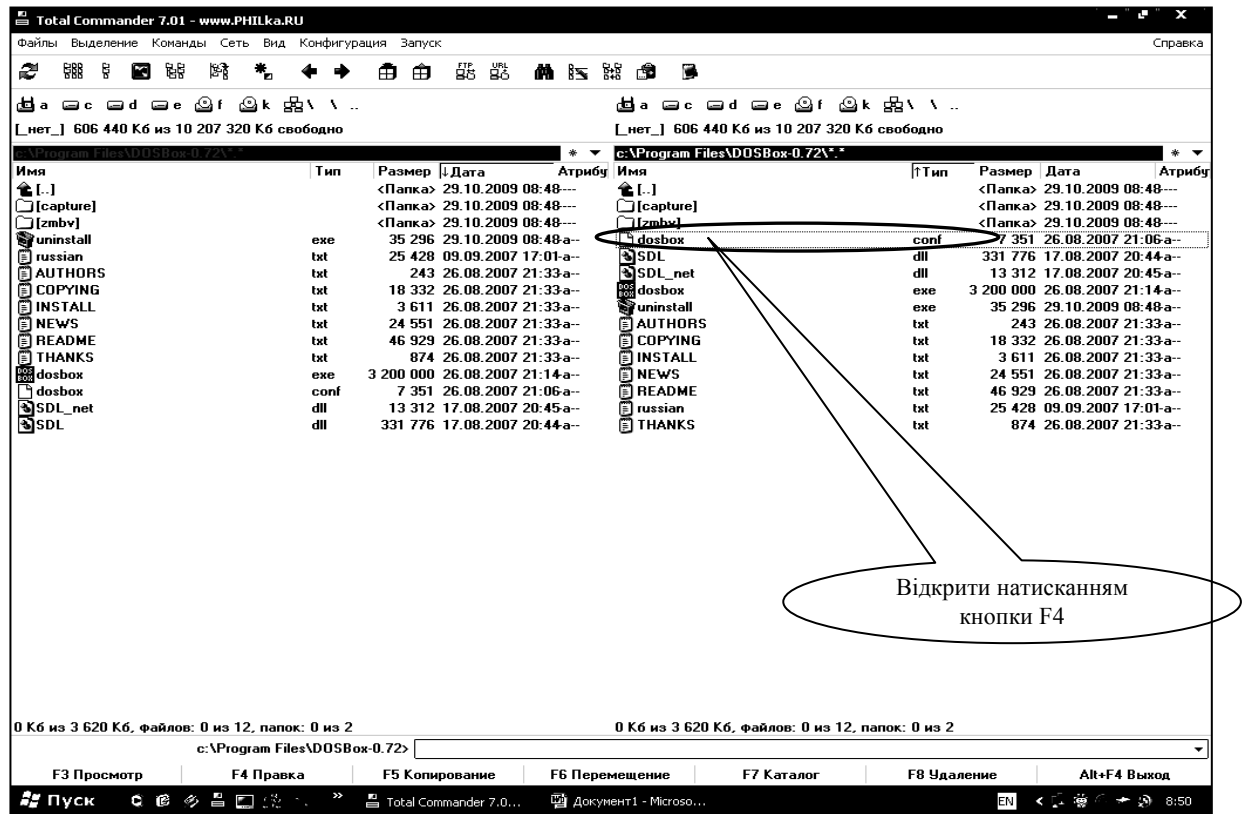 Total Commander 7.01 - www.PHILka.RU
Файлы Выделение Команды Сеть Вид Конфигурация Запуск Справка
FTP URL
a c d e f k \ \ .. a c d e f k \ \ ..
[_нет_] 606 440 Кб из 10 207 320 Кб свободно [_нет_] 606 440 Кб из 10 207 320 Кб свободно
c:\Program Files\DOSBox-0.72\*.* * ▼ c:\Program Files\DOSBox-0.72\*.* * ▼
Имя Тип Размер ↓Дата Атрибу Имя ↑Тип Размер Дата Атрибу
[..] <Папка> 29.10.2009 08:48---- [..] <Папка> 29.10.2009 08:48----
[capture] <Папка> 29.10.2009 08:48---- [capture] <Папка> 29.10.2009 08:48----
[zmbv] <Папка> 29.10.2009 08:48---- [zmbv] <Папка> 29.10.2009 08:48----
uninstall exe 35 296 29.10.2009 08:48-a-- dosbox conf 7 351 26.08.2007 21:06-a--
russian txt 25 428 09.09.2007 17:01-a-- SDL dll 331 776 17.08.2007 20:44-a--
AUTHORS txt 243 26.08.2007 21:33-a-- SDL_net dll 13 312 17.08.2007 20:45-a--
COPYING txt 18 332 26.08.2007 21:33-a-- dosbox exe 3 200 000 26.08.2007 21:14-a--
INSTALL txt 3 611 26.08.2007 21:33-a-- uninstall exe 35 296 29.10.2009 08:48-a--
NEWS txt 24 551 26.08.2007 21:33-a-- AUTHORS txt 243 26.08.2007 21:33-a--
README txt 46 929 26.08.2007 21:33-a-- COPYING txt 18 332 26.08.2007 21:33-a--
THANKS txt 874 26.08.2007 21:33-a-- INSTALL txt 3 611 26.08.2007 21:33-a--
dosbox exe 3 200 000 26.08.2007 21:14-a-- NEWS txt 24 551 26.08.2007 21:33-a--
dosbox conf 7 351 26.08.2007 21:06-a-- README txt 46 929 26.08.2007 21:33-a--
SDL_net dll 13 312 17.08.2007 20:45-a-- russian txt 25 428 09.09.2007 17:01-a--
SDL dll 331 776 17.08.2007 20:44-a-- THANKS txt 874 26.08.2007 21:33-a--
Відкрити натисканням
кнопки F4
0 Кб из 3 620 Кб, файлов: 0 из 12, папок: 0 из 2 0 Кб из 3 620 Кб, файлов: 0 из 12, папок: 0 из 2
c:\Program Files\DOSBox-0.72>
F3 Просмотр F4 Правка F5 Копирование F6 Перемещение F7 Каталог F8 Удаление Alt+F4 Выход
Пуск » Total Commander 7.0... Документ1 - Microso... EN 8:50